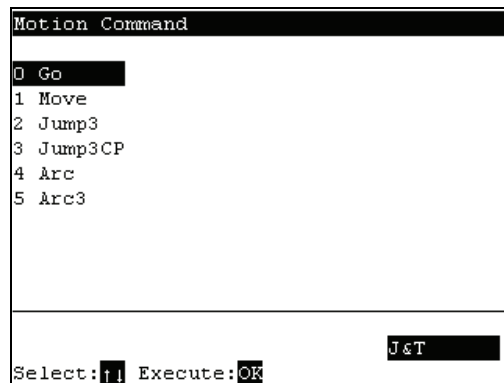 Motion Command
0 Go
1 Move
2 Jump3
3 Jump3CP
4 Arc
5 Arc3
J&T
Select:↑↓ Execute:OK